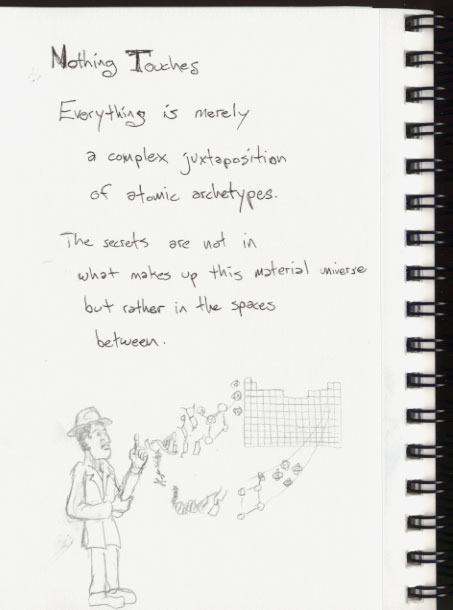 Nothing Touches
Everything is merely
a complex juxtaposition
of atomic archetypes.
The secrets are not in
what makes up this material universe
but rather in the spaces
between.